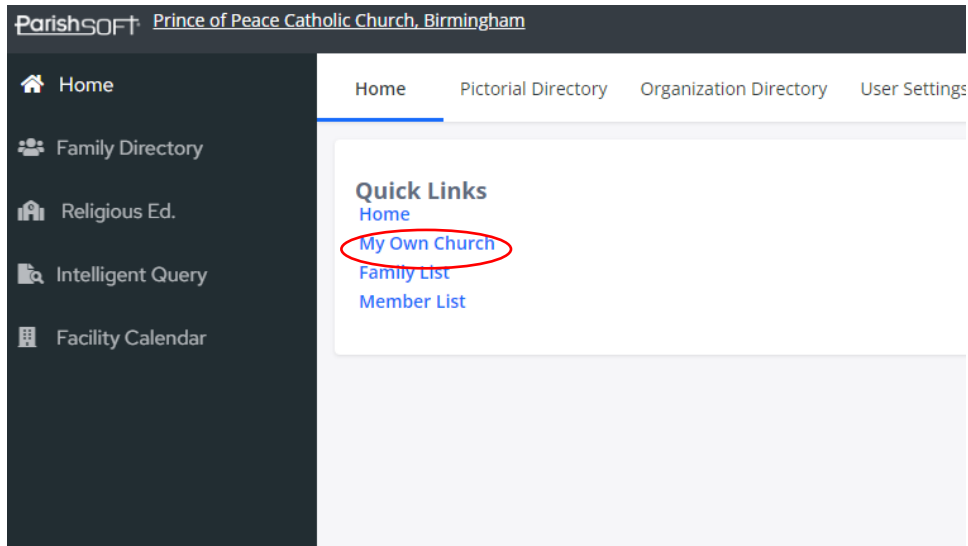 ParishSOFT Prince of Peace Catholic Church, Birmingham
Home
Family Directory
Religious Ed.
Intelligent Query
Facility Calendar
Home Pictorial Directory Organization Directory User Settings
Quick Links
Home
My Own Church
Family List
Member List